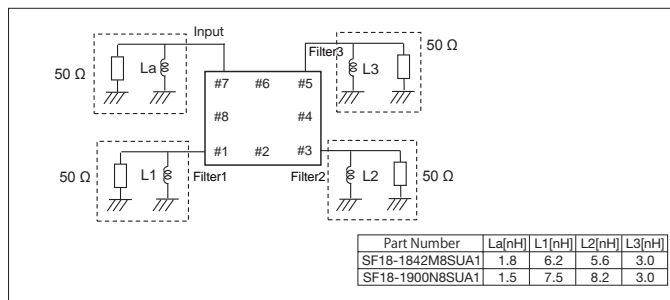 Input
Filter3
50 Ω
50 Ω
La
L3
#7 #6 #5
#8 #4
#1 #2 #3
50 Ω
L1
Filter1
Filter2
L2
50 Ω
Part Number La[nH] L1[nH] L2[nH] L3[nH]
SF18-1842M8SUA1 1.8 6.2 5.6 3.0
SF18-1900N8SUA1 1.5 7.5 8.2 3.0